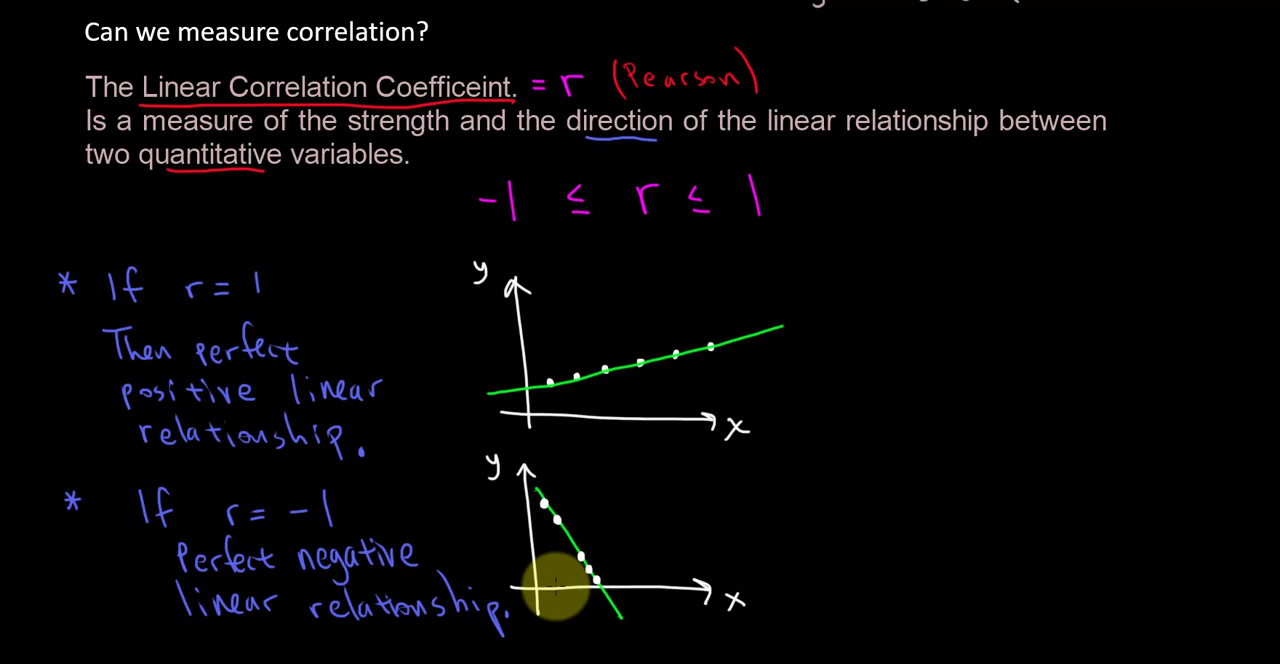 Can we measure correlation?
The Linear Correlation Coefficeint. = r (Pearson)
Is a measure of the strength and the direction of the linear relationship between
two quantitative variables.
-1 ≤ r ≤ 1
* If r = 1
Then perfect
positive linear
relationship.
y
x
* If r = -1
Perfect negative
linear relationship.
y
x